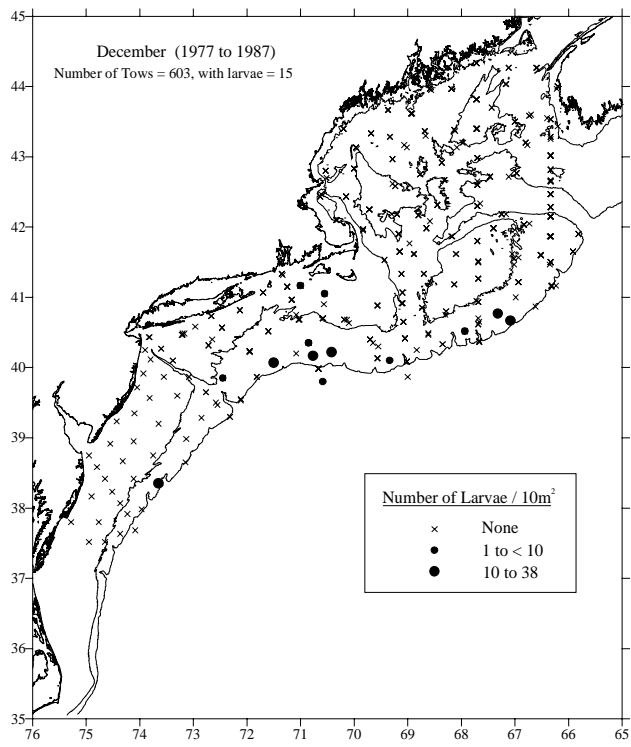 December (1977 to 1987)
Number of Tows = 603, with larvae = 15
45
44
43
42
41
40
39
38
37
36
35
Number of Larvae / 10m²
None
1 to < 10
10 to 38
76 75 74 73 72 71 70 69 68 67 66 65